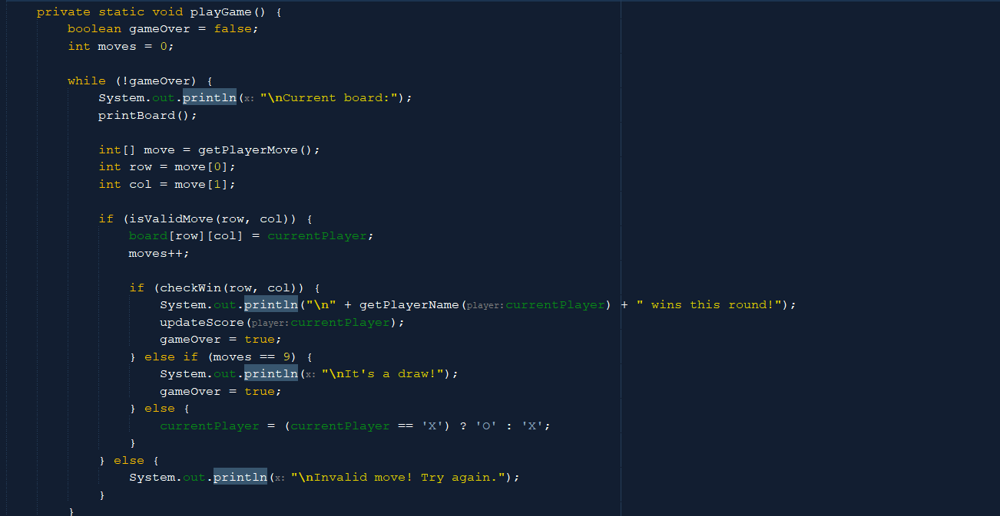 private static void playGame() {
boolean gameOver = false;
int moves = 0;
while (!gameOver) {
System.out.println(x: "\nCurrent board:");
printBoard();
int[] move = getPlayerMove();
int row = move[0];
int col = move[1];
if (isValidMove(row, col)) {
board[row][col] = currentPlayer;
moves++;
if (checkWin(row, col)) {
System.out.println("\n" + getPlayerName(player:currentPlayer) + " wins this round!");
updateScore(player:currentPlayer);
gameOver = true;
} else if (moves == 9) {
System.out.println(x: "\nIt's a draw!");
gameOver = true;
} else {
currentPlayer = (currentPlayer == 'X') ? 'O' : 'X';
}
} else {
System.out.println(x: "\nInvalid move! Try again.");
}
}